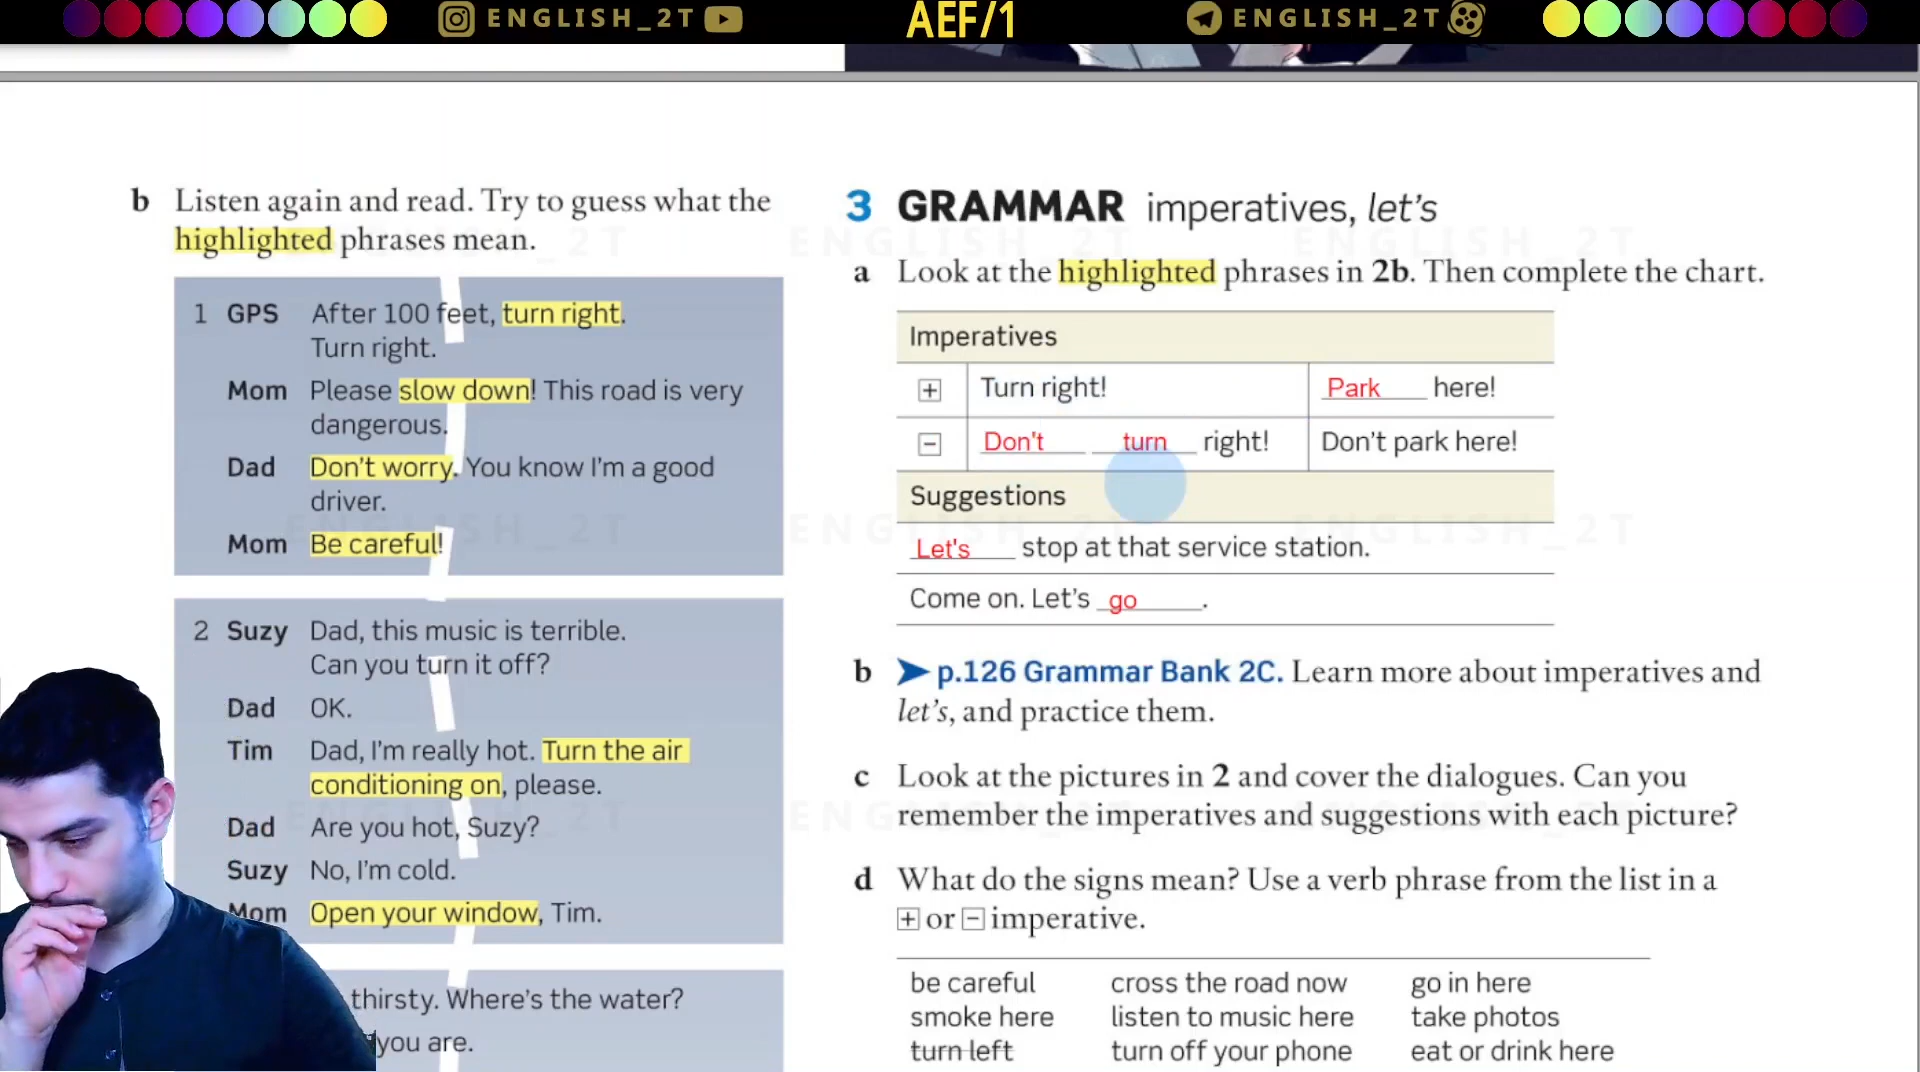 ENGLISH_2T
AEF/1
ENGLISH_2T
b Listen again and read. Try to guess what the
highlighted phrases mean.
1 GPS After 100 feet, turn right.
Turn right.
Mom Please slow down! This road is very
dangerous.
Dad Don't worry. You know I'm a good
driver.
Mom Be careful!
2 Suzy Dad, this music is terrible.
Can you turn it off?
Dad OK.
Tim Dad, I'm really hot. Turn the air
conditioning on, please.
Dad Are you hot, Suzy?
Suzy No, I'm cold.
Mom Open your window, Tim.
thirsty. Where's the water?
you are.
3 GRAMMAR imperatives, let's
a Look at the highlighted phrases in 2b. Then complete the chart.
Imperatives
+ Turn right! Park here!
- Don't turn right! Don't park here!
Suggestions
Let's stop at that service station.
Come on. Let's go.
b ➤ p.126 Grammar Bank 2C. Learn more about imperatives and
let's, and practice them.
c Look at the pictures in 2 and cover the dialogues. Can you
remember the imperatives and suggestions with each picture?
d What do the signs mean? Use a verb phrase from the list in a
+ or - imperative.
be careful cross the road now go in here
smoke here listen to music here take photos
turn left turn off your phone eat or drink here
ENGLISH_2T
ENGLISH_2T
ENGLISH_2T
ENGLISH_2T
ENGLISH_2T
ENGLISH_2T
ENGLISH_2T
ENGLISH_2T
ENGLISH_2T